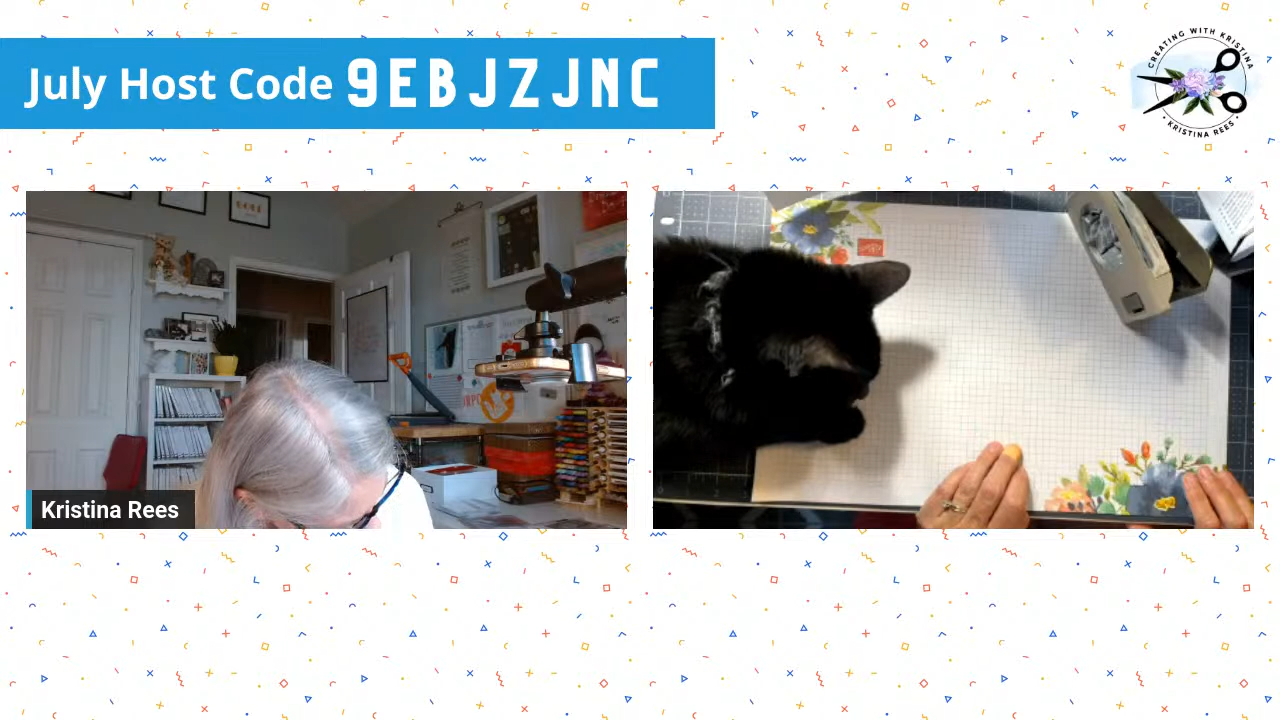 July Host Code 9EBJZJNC
CREATING WITH KRISTINA
• KRISTINA REES •
Kristina Rees